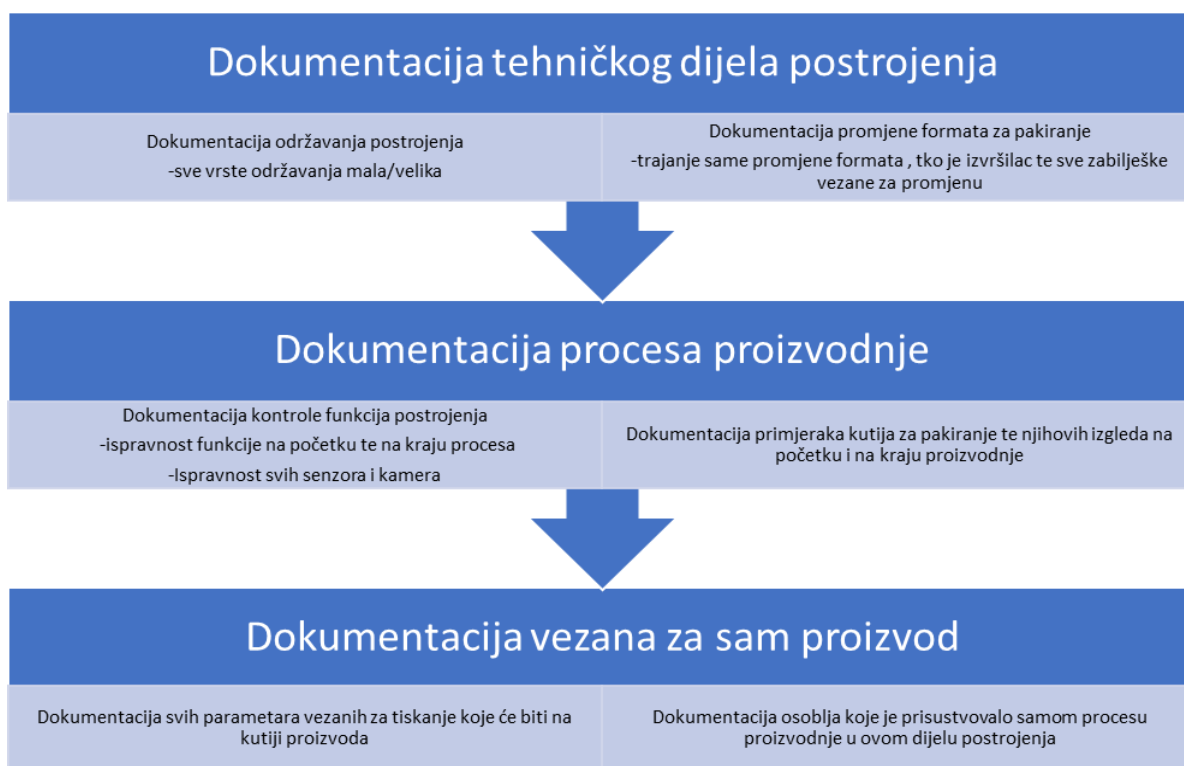 Dokumentacija tehničkog dijela postrojenja
Dokumentacija održavanja postrojenja
-sve vrste održavanja mala/velika
Dokumentacija promjene formata za pakiranje
-trajanje same promjene formata , tko je izvršilac te sve zabilješke
vezane za promjenu
Dokumentacija procesa proizvodnje
Dokumentacija kontrole funkcija postrojenja
-ispravnost funkcije na početku te na kraju procesa
-Ispravnost svih senzora i kamera
Dokumentacija primjeraka kutija za pakiranje te njihovih izgleda na
početku i na kraju proizvodnje
Dokumentacija vezana za sam proizvod
Dokumentacija svih parametara vezanih za tiskanje koje će biti na
kutiji proizvoda
Dokumentacija osoblja koje je prisustvovalo samom procesu
proizvodnje u ovom dijelu postrojenja